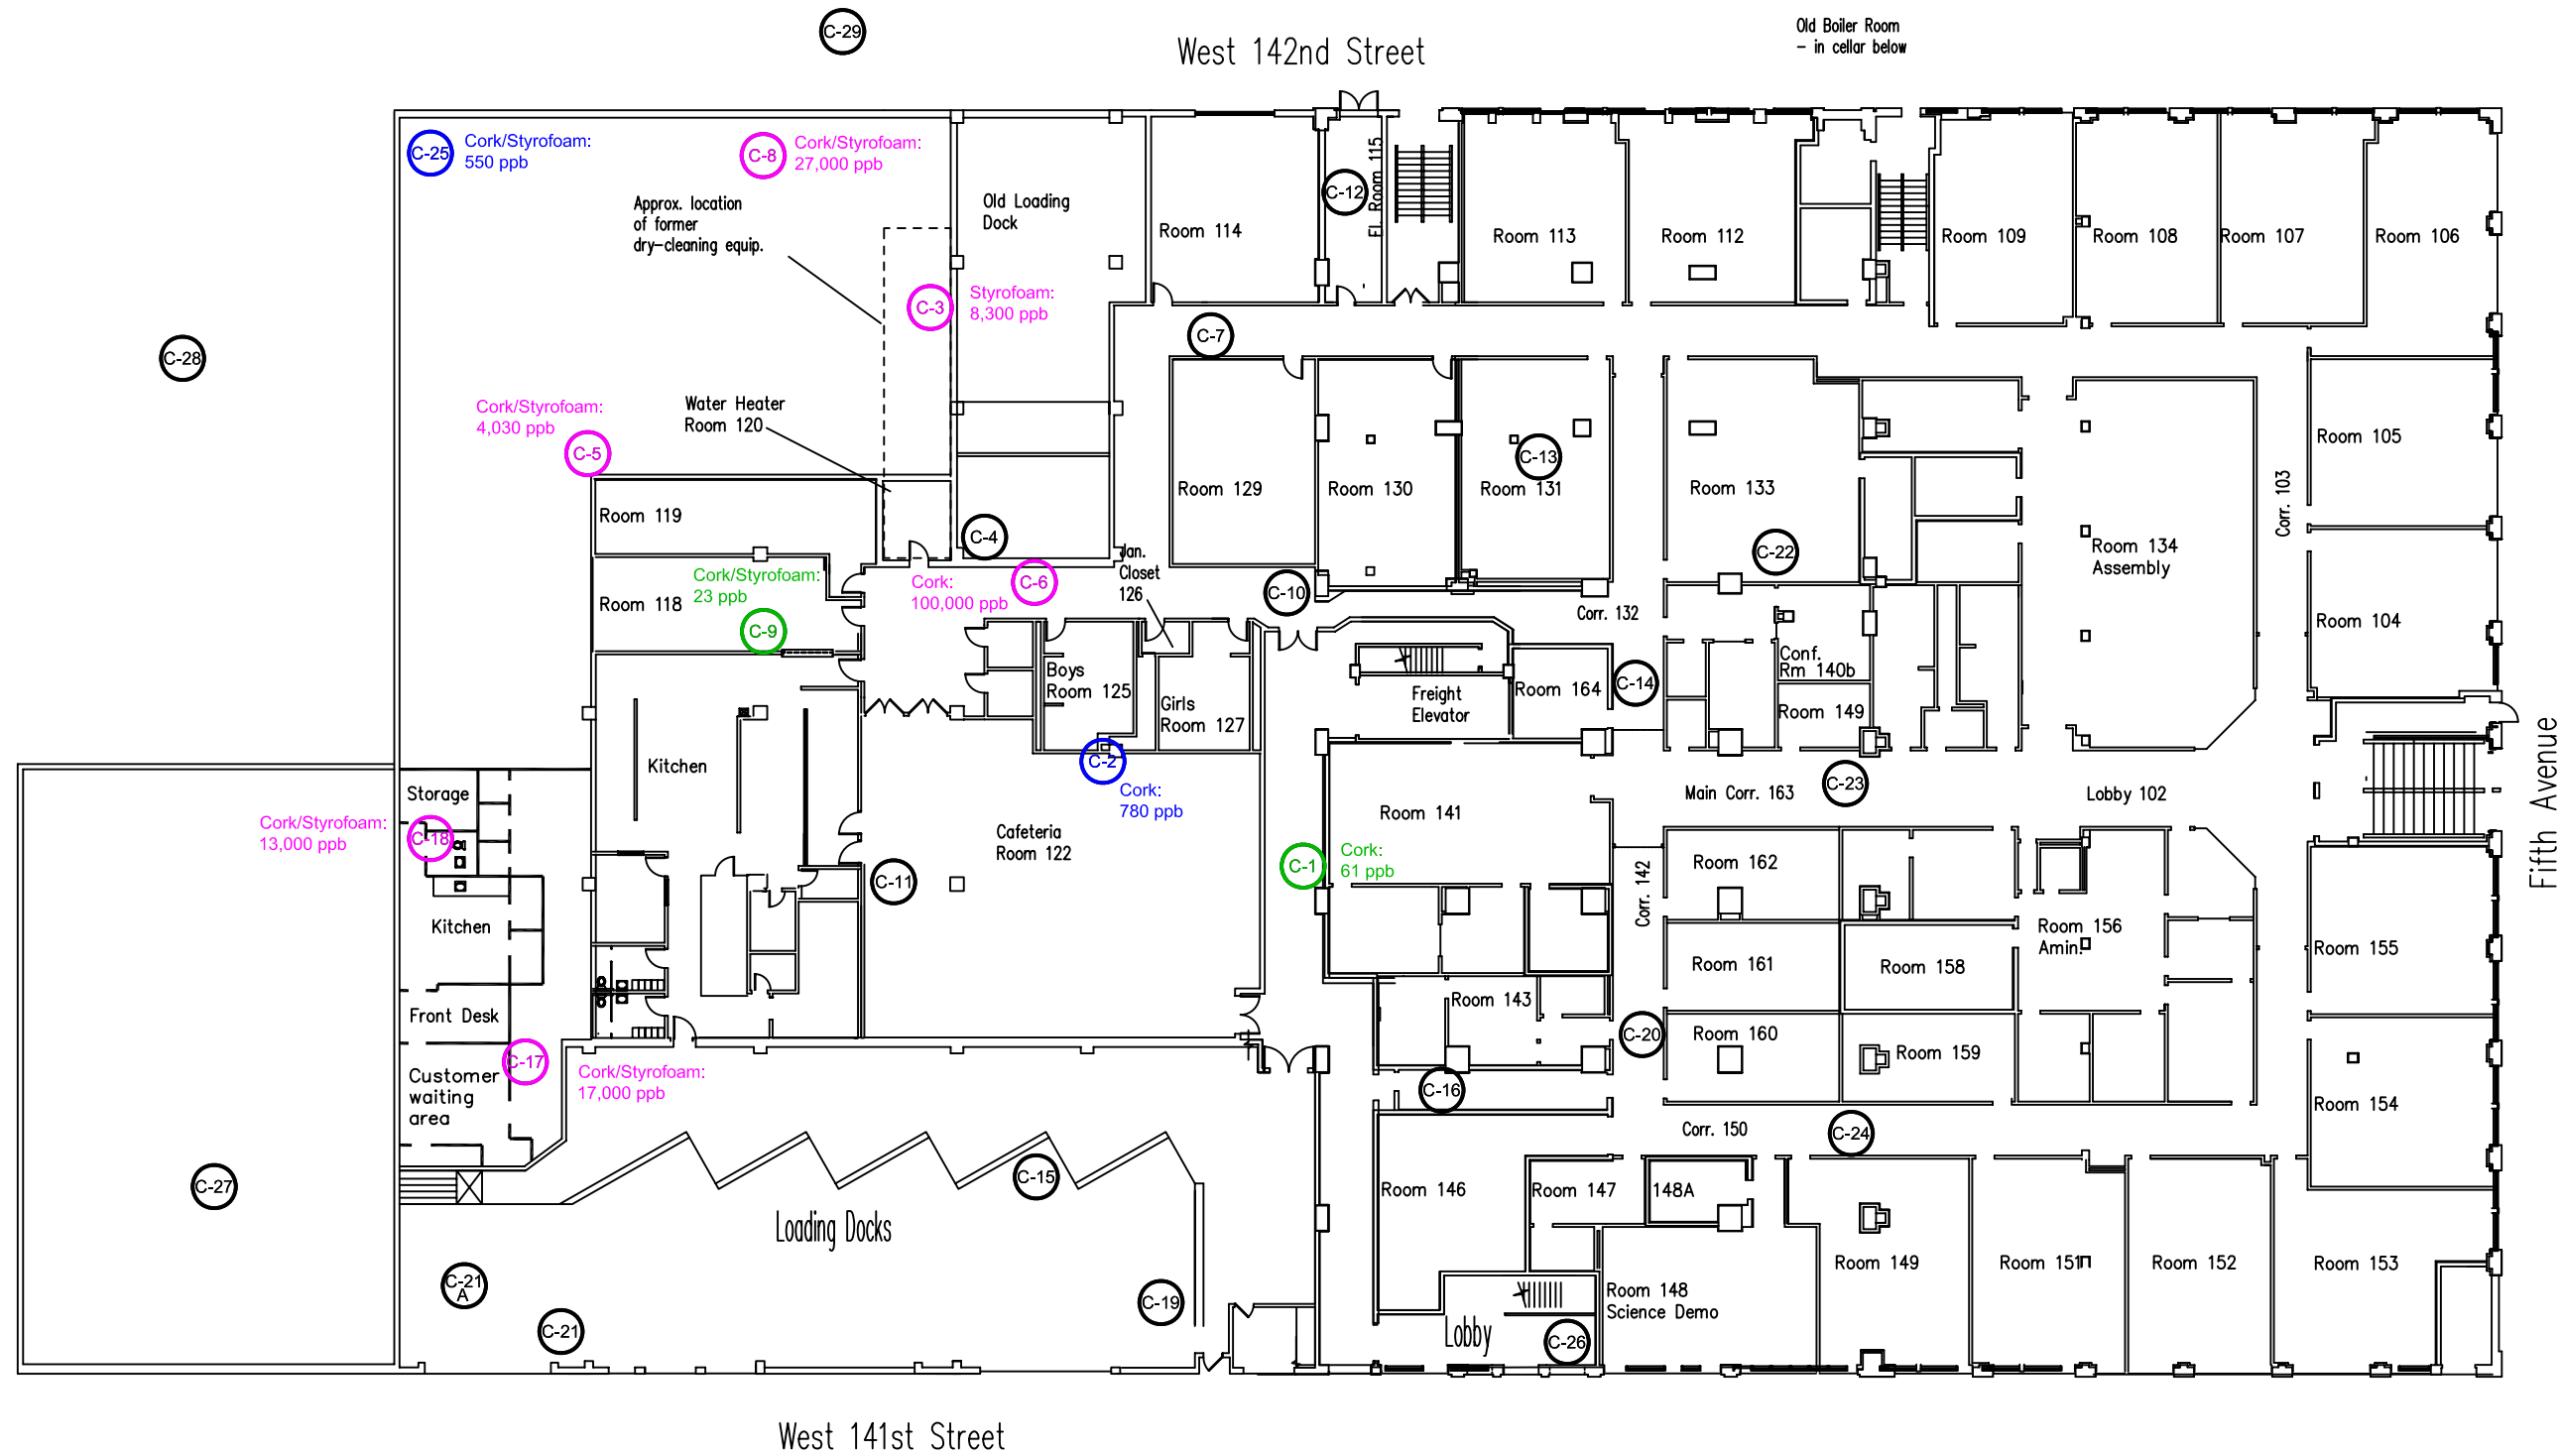 C-29
West 142nd Street
Old Boiler Room
- in cellar below
C-25
Cork/Styrofoam:
550 ppb
C-8
Cork/Styrofoam:
27,000 ppb
Approx. location
of former
dry-cleaning equip.
Old Loading
Dock
Room 114
C-12
El. Room 115
Room 113
Room 112
Room 109
Room 108
Room 107
Room 106
C-3
Styrofoam:
8,300 ppb
C-7
C-28
Cork/Styrofoam:
4,030 ppb
C-5
Water Heater
Room 120
Room 119
Room 129
Room 130
C-13
Room 131
Room 133
Room 105
Corr. 103
C-4
C-22
Room 134
Assembly
Jan.
Closet
126
Cork/Styrofoam:
23 ppb
Room 118
C-9
Cork:
100,000 ppb
C-6
C-10
Corr. 132
Room 104
Boys
Room 125
Girls
Room 127
Freight
Elevator
Room 164
C-14
Conf.
Rm 140b
Room 149
Kitchen
C-2
Cork:
780 ppb
Storage
Cork/Styrofoam:
13,000 ppb
C-18
Cafeteria
Room 122
Room 141
Main Corr. 163
C-23
Lobby 102
Fifth Avenue
C-11
C-1
Cork:
61 ppb
Corr. 142
Room 162
Kitchen
Room 156
Amin.
Room 155
Room 161
Room 158
Front Desk
Room 143
C-20
Room 160
Room 159
C-17
Cork/Styrofoam:
17,000 ppb
Customer
waiting
area
C-16
Room 154
Corr. 150
C-24
C-27
C-15
Room 146
Room 147
148A
Loading Docks
C-21
A
C-19
C-21
Room 148
Science Demo
Room 149
Room 151
Room 152
Room 153
Lobby
C-26
West 141st Street